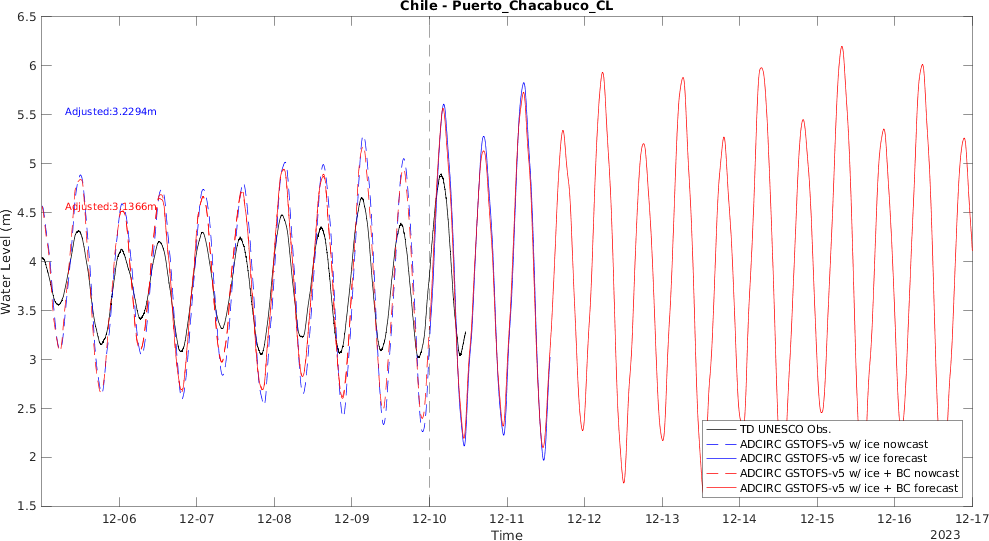 Chile - Puerto_Chacabuco_CL
6.5
6
5.5
5
4.5
4
3.5
3
2.5
2
1.5
Water Level (m)
Adjusted:3.2294m
Adjusted:3.1366m
TD UNESCO Obs.
ADCIRC GSTOFS-v5 w/ ice nowcast
ADCIRC GSTOFS-v5 w/ ice forecast
ADCIRC GSTOFS-v5 w/ ice + BC nowcast
ADCIRC GSTOFS-v5 w/ ice + BC forecast
12-06 12-07 12-08 12-09 12-10 12-11 12-12 12-13 12-14 12-15 12-16 12-17
Time
2023